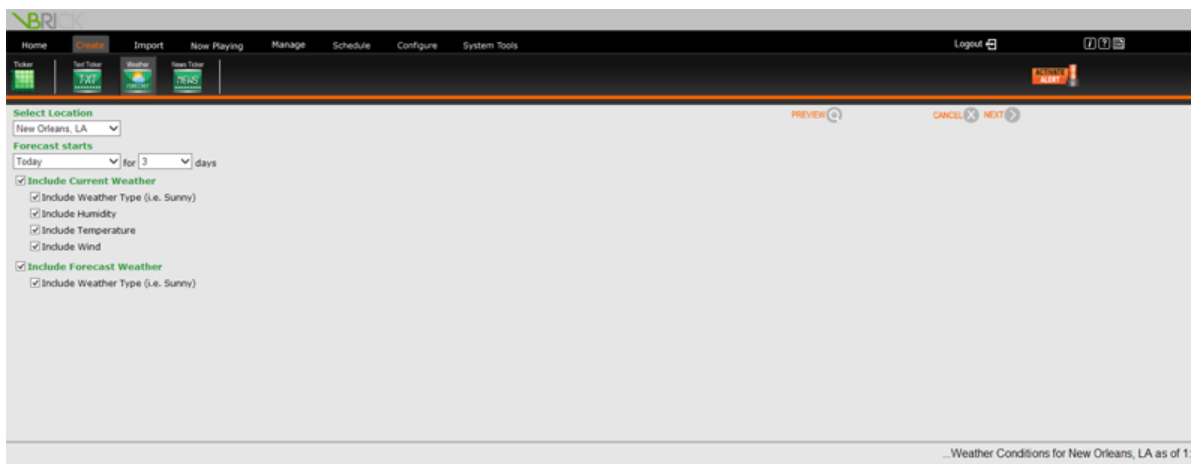 VBRICK
Home Create Import Now Playing Manage Schedule Configure System Tools Logout
Ticker Text Ticker Weather News Ticker
TXT FORECAST NEWS ACTIVATE ALERT
Select Location PREVIEW CANCEL NEXT
New Orleans, LA
Forecast starts
Today for 3 days
Include Current Weather
Include Weather Type (i.e. Sunny)
Include Humidity
Include Temperature
Include Wind
Include Forecast Weather
Include Weather Type (i.e. Sunny)
...Weather Conditions for New Orleans, LA as of 1: